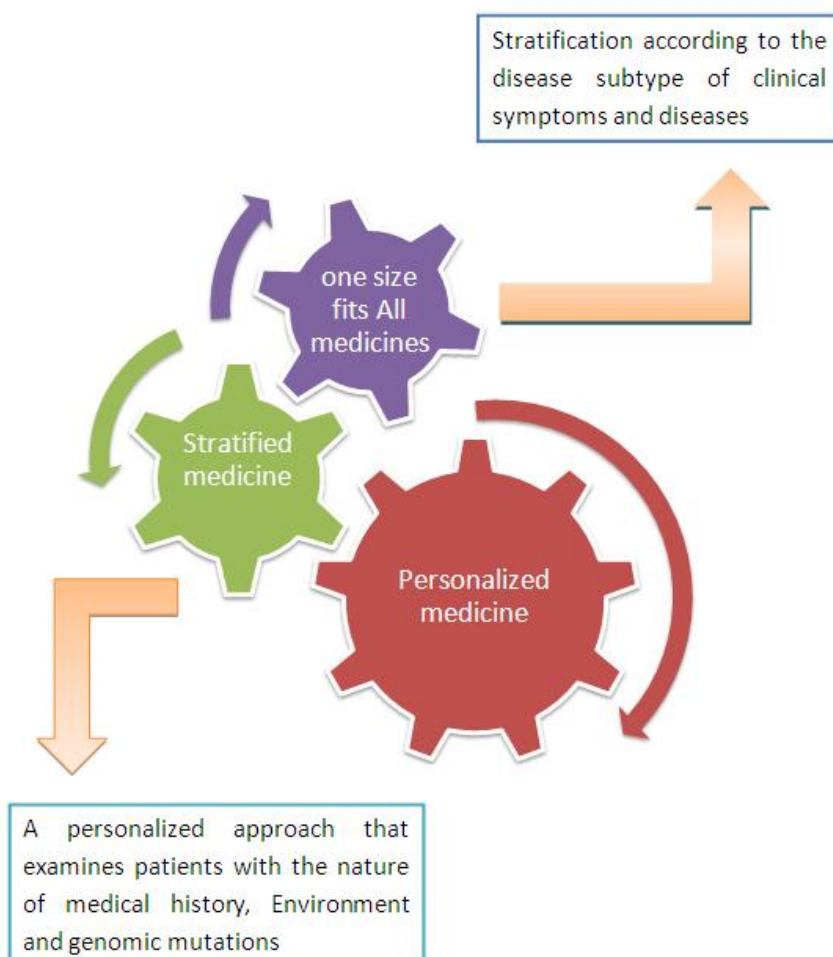 Stratification according to the
disease subtype of clinical
symptoms and diseases
one size
fits All
medicines
Stratified
medicine
Personalized
medicine
A personalized approach that
examines patients with the nature
of medical history, Environment
and genomic mutations